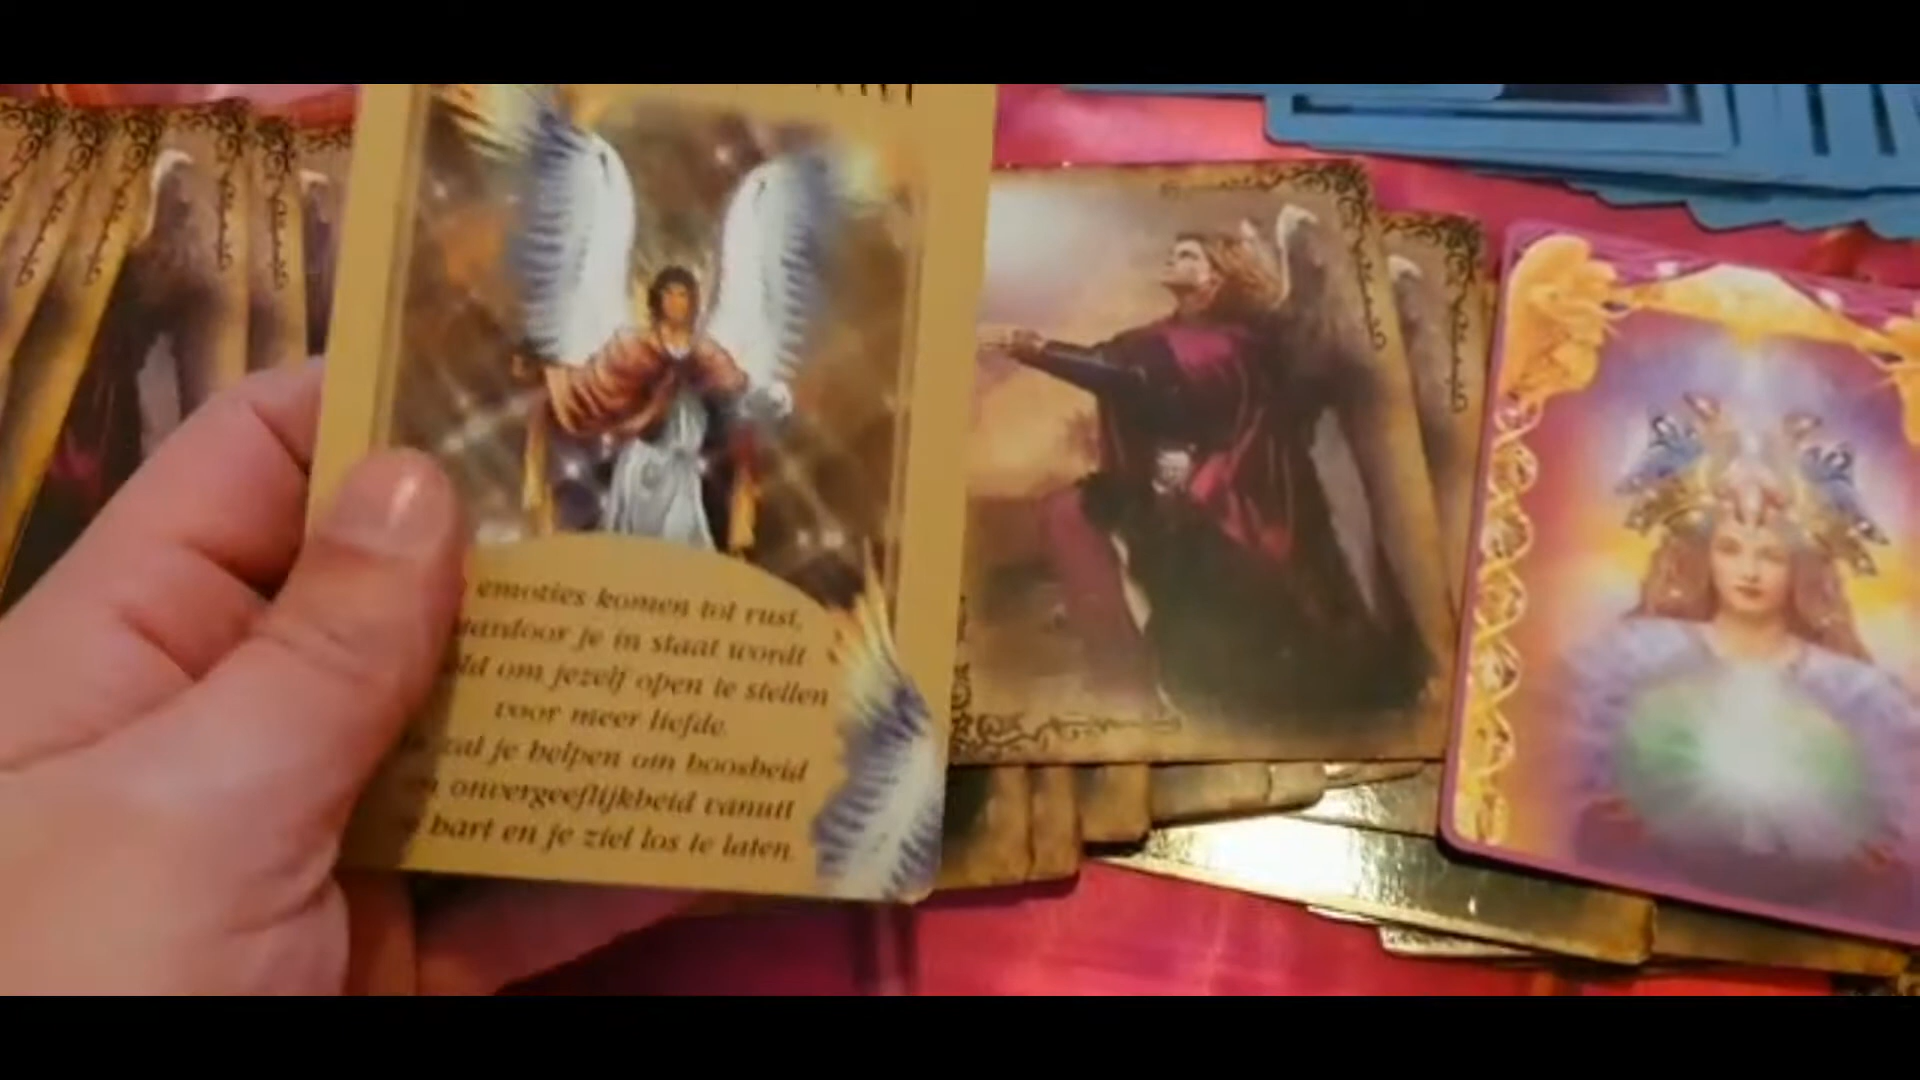 emoties komen tot rust,
je in staat wordt
om jezelf open te stellen
voor meer liefde.
zal je helpen om boosheid
onvergeeflijkheid vanuit
hart en je ziel los te laten.